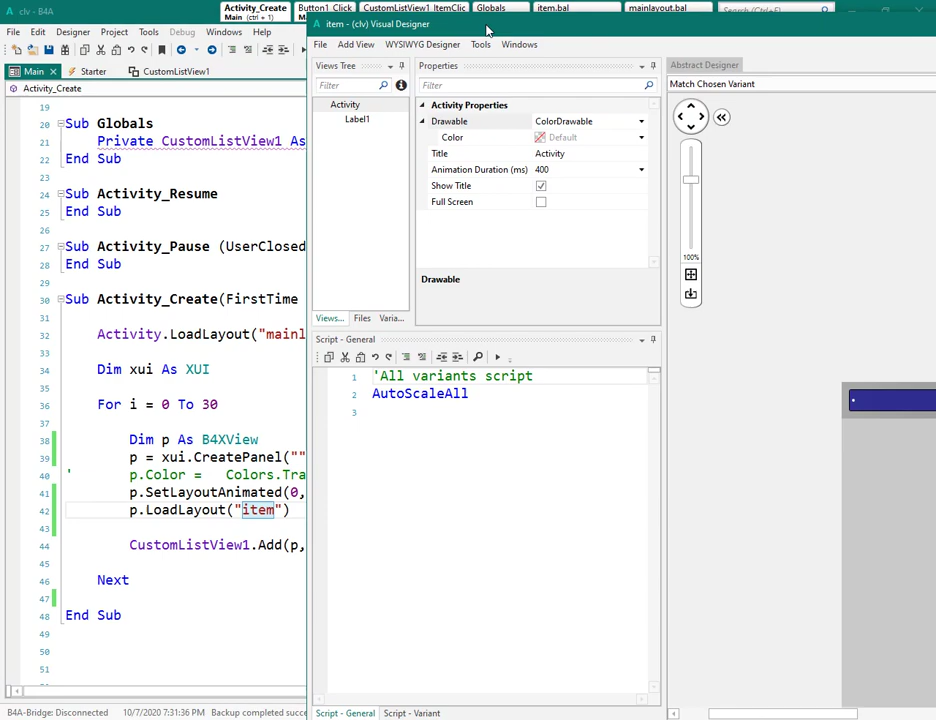 clv - B4A
Activity_Create
Main (ctrl + 1)
Button1_Click
CustomListView1_ItemClic
Globals
item.bal
mainlayout.bal
Search (Ctrl+E)
File Edit Designer Project Tools Debug Windows
Main
Starter
CustomListView1
Activity_Create
19
20 Sub Globals
21 Private CustomListView1 As
22 End Sub
23
24 Sub Activity_Resume
25 End Sub
26
27 Sub Activity_Pause (UserClosed
28 End Sub
29
30 Sub Activity_Create(FirstTime
31
32 Activity.LoadLayout("mainl
33
34 Dim xui As XUI
35
36 For i = 0 To 30
37
38 Dim p As B4XView
39 p = xui.CreatePanel(""
40 ' p.Color = Colors.Tra
41 p.SetLayoutAnimated(0,
42 p.LoadLayout("item")
43
44 CustomListView1.Add(p,
45
46 Next
47
48 End Sub
49
50
51
B4A-Bridge: Disconnected 10/7/2020 7:31:36 PM Backup completed succe
item - (clv) Visual Designer
File Add View WYSIWYG Designer Tools Windows
Views Tree
Filter
Activity
Label1
Views...
Files
Varia...
Properties
Filter
Activity Properties
Drawable ColorDrawable
Color Default
Title Activity
Animation Duration (ms) 400
Show Title
Full Screen
Drawable
Script - General
1 'All variants script
2 AutoScaleAll
3
Script - General Script - Variant
Abstract Designer
Match Chosen Variant
100%